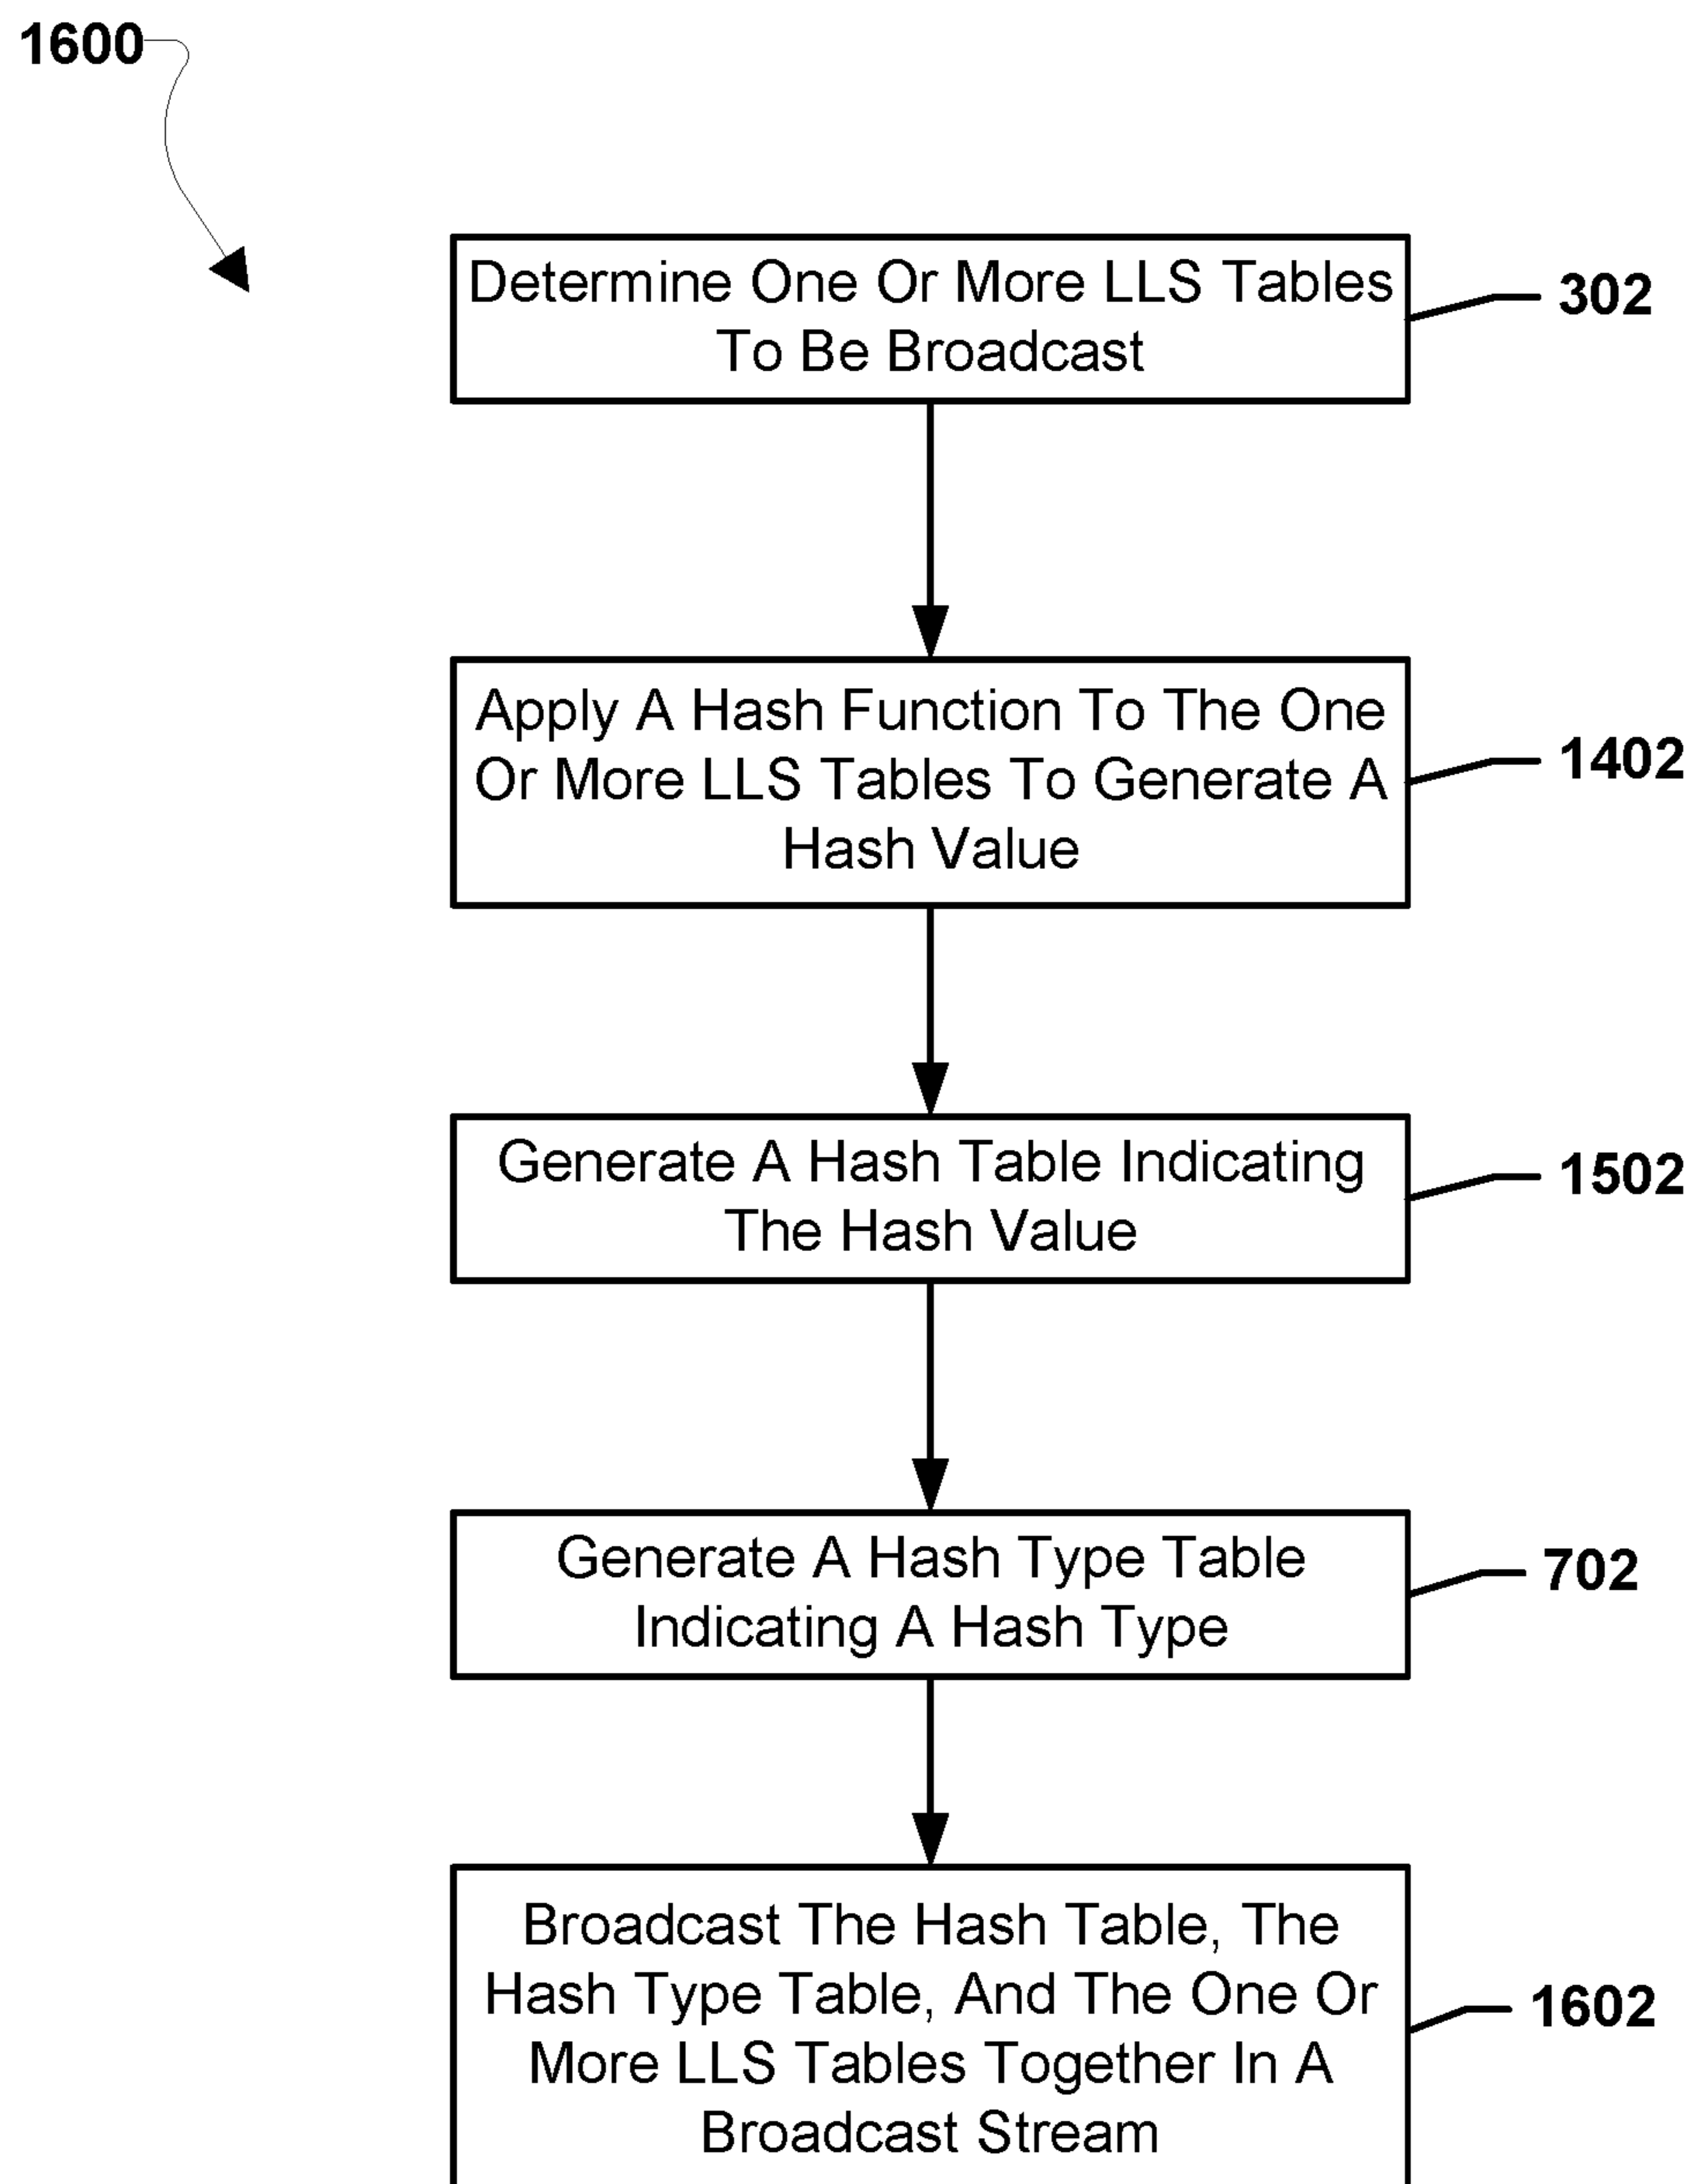 1600
Determine One Or More LLS Tables
To Be Broadcast
302
Apply A Hash Function To The One
Or More LLS Tables To Generate A
Hash Value
1402
Generate A Hash Table Indicating
The Hash Value
1502
Generate A Hash Type Table
Indicating A Hash Type
702
Broadcast The Hash Table, The
Hash Type Table, And The One Or
More LLS Tables Together In A
Broadcast Stream
1602